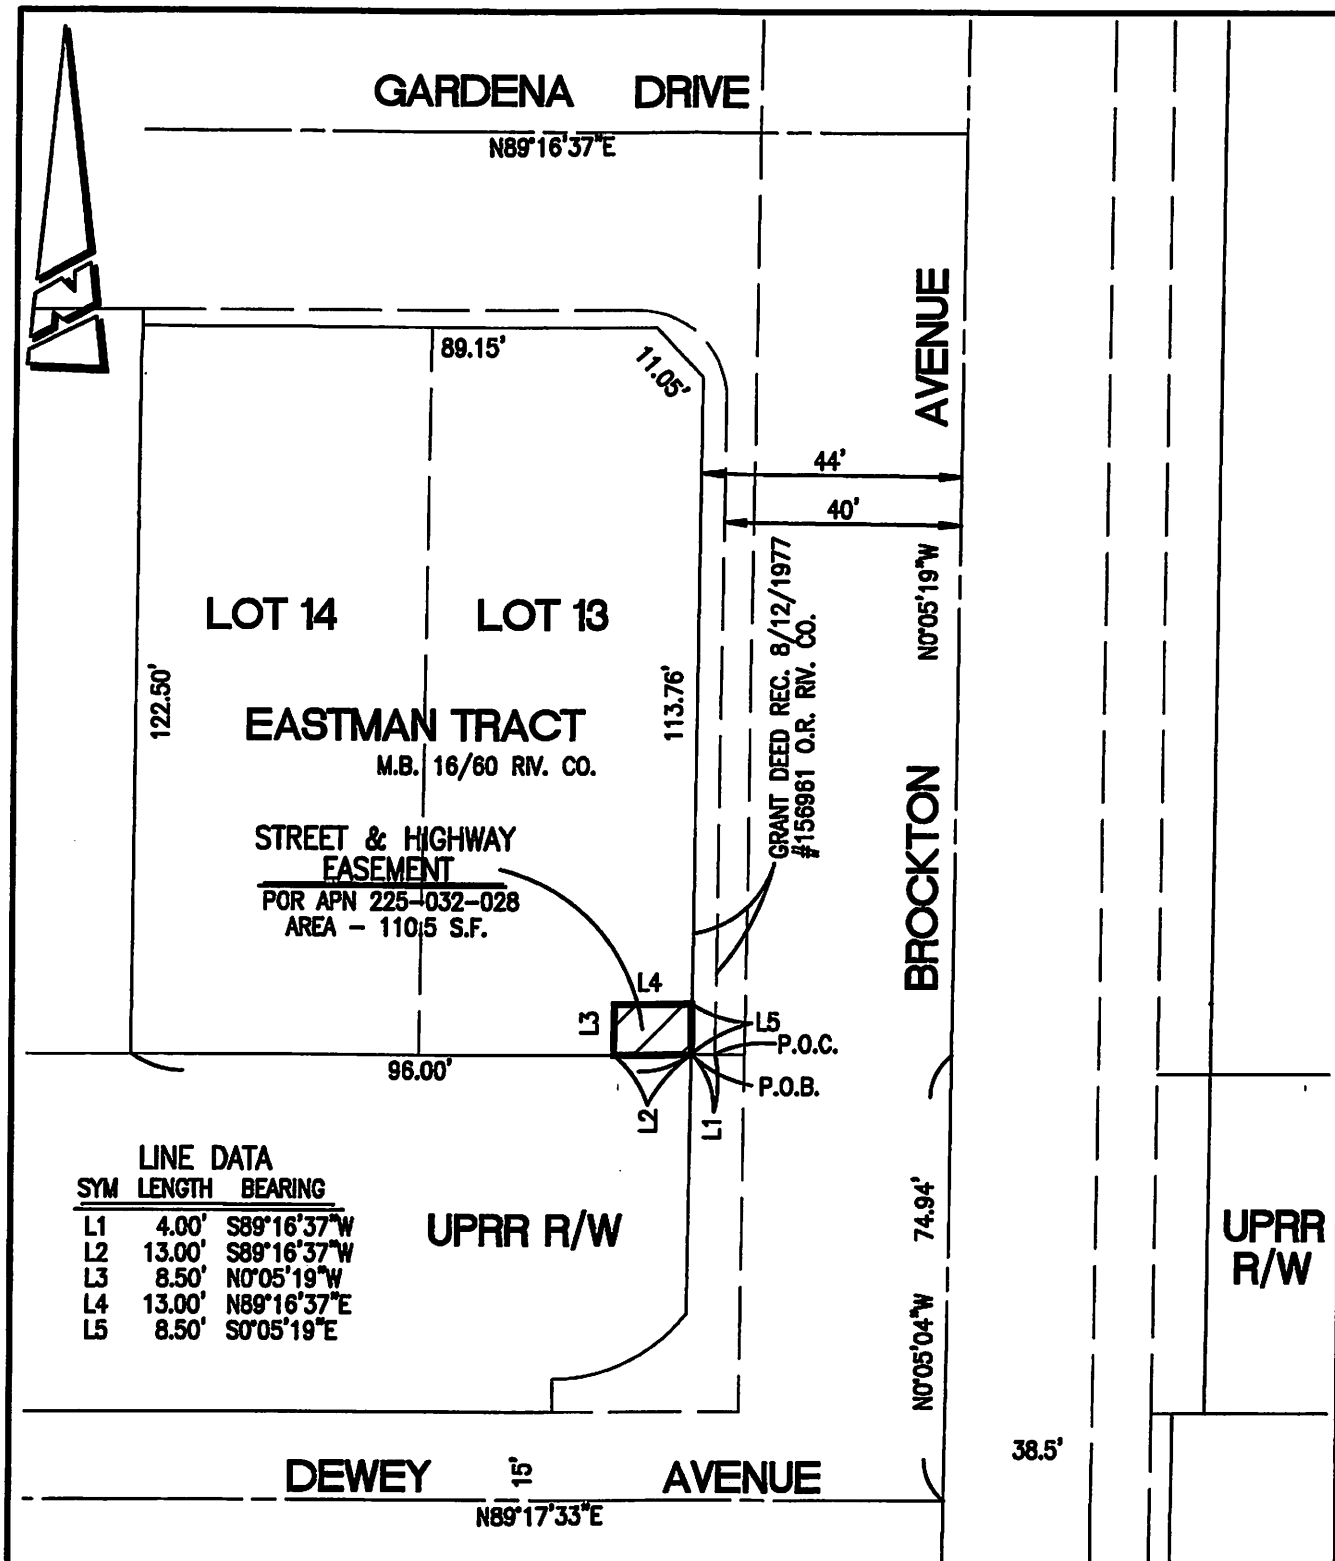 GARDENA DRIVE
N89°16'37"E
N
89.15'
11.05'
AVENUE
44'
40'
N0°05'19"W
GRANT DEED REC. 8/12/1977
#156961 O.R. RIV. CO.
LOT 14
LOT 13
122.50'
113.76'
EASTMAN TRACT
M.B. 16/60 RIV. CO.
BROCKTON
STREET & HIGHWAY
EASEMENT
POR APN 225-032-028
AREA - 110.5 S.F.
L4
L3
L5
P.O.C.
P.O.B.
96.00'
L2
L1
LINE DATA
SYM LENGTH BEARING
L1 4.00' S89°16'37"W
L2 13.00' S89°16'37"W
L3 8.50' N0°05'19"W
L4 13.00' N89°16'37"E
L5 8.50' S0°05'19"E
UPRR R/W
74.94'
N0°05'04"W
UPRR
R/W
38.5'
DEWEY AVENUE
15'
N89°17'33"E